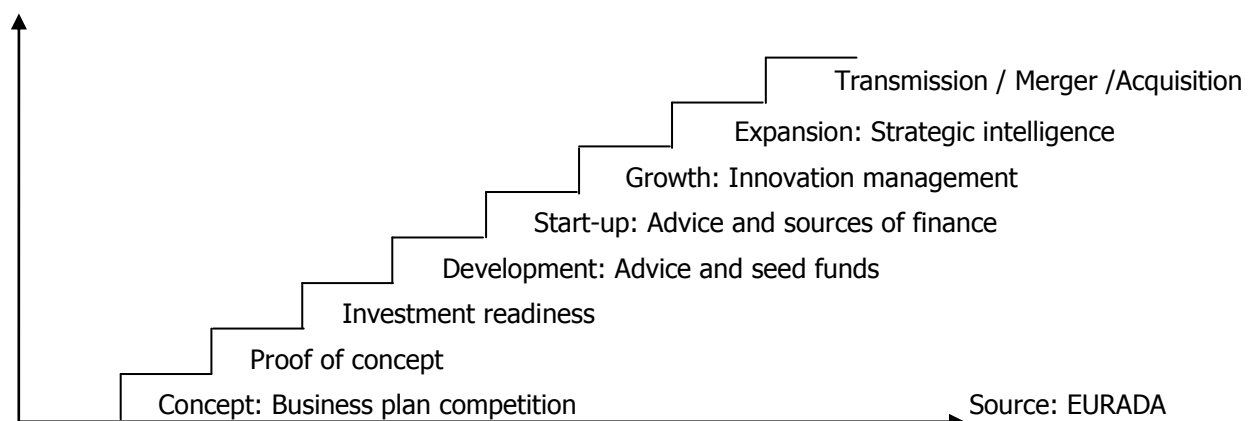 Transmission / Merger /Acquisition
Expansion: Strategic intelligence
Growth: Innovation management
Start-up: Advice and sources of finance
Development: Advice and seed funds
Investment readiness
Proof of concept
Concept: Business plan competition
Source: EURADA